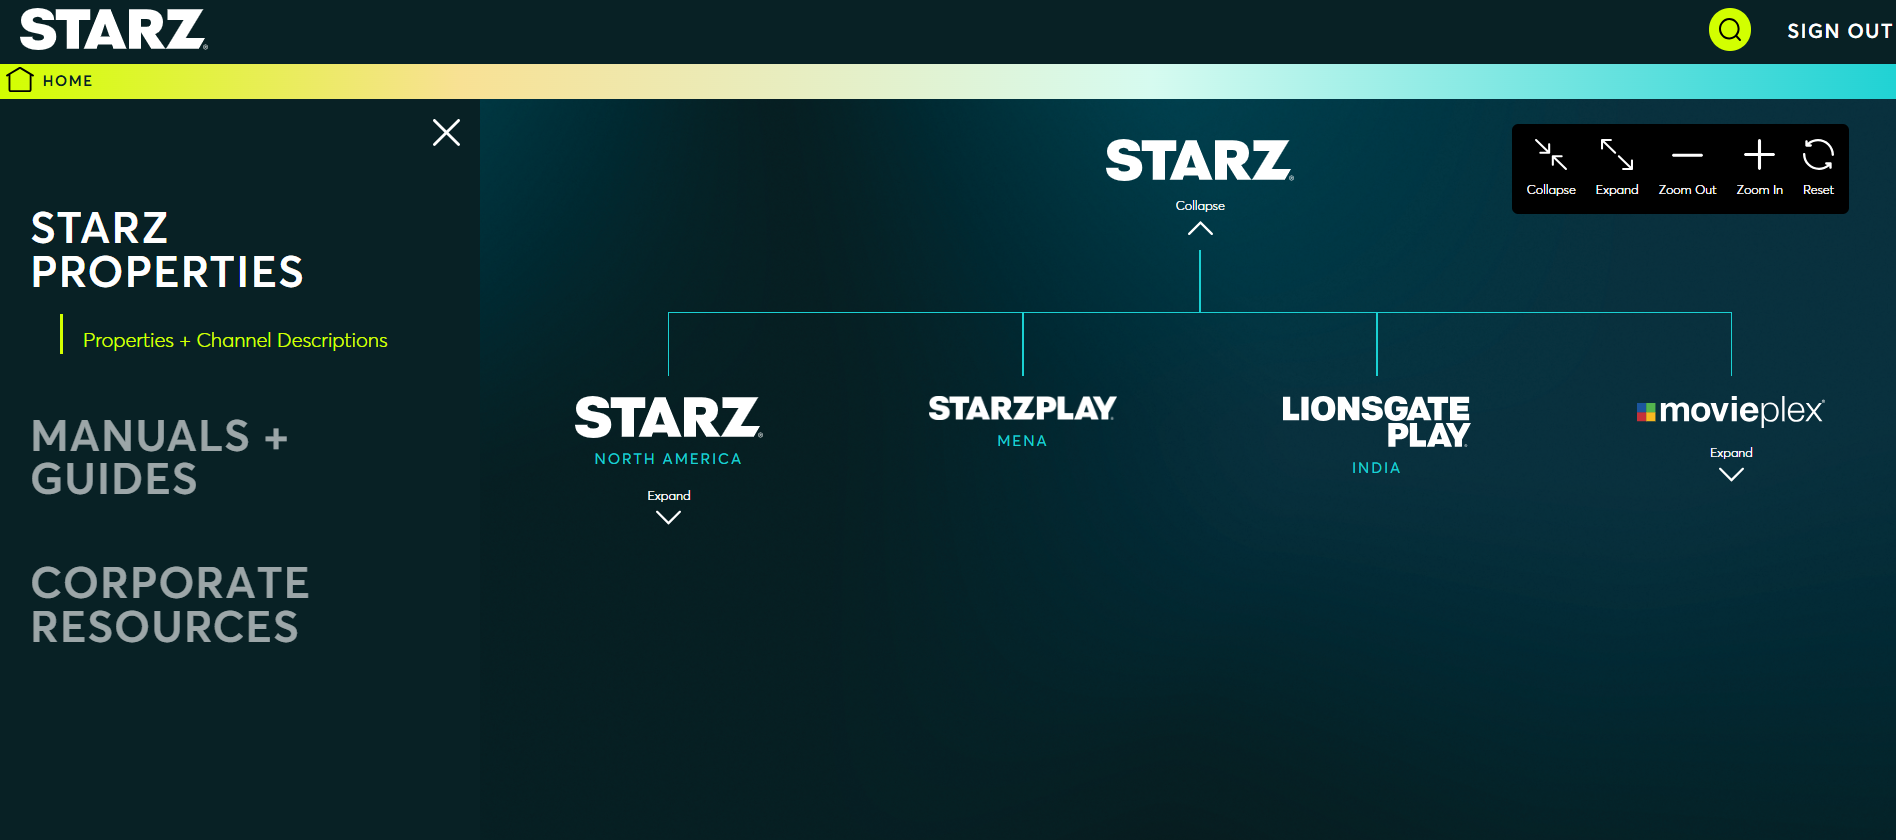 STARZ
SIGN OUT
HOME
STARZ
PROPERTIES
Properties + Channel Descriptions
MANUALS +
GUIDES
CORPORATE
RESOURCES
STARZ
Collapse
Collapse
Expand
Zoom Out
Zoom In
Reset
STARZ
NORTH AMERICA
Expand
STARZPLAY
MENA
LIONSGATE
PLAY
INDIA
movieplex
Expand